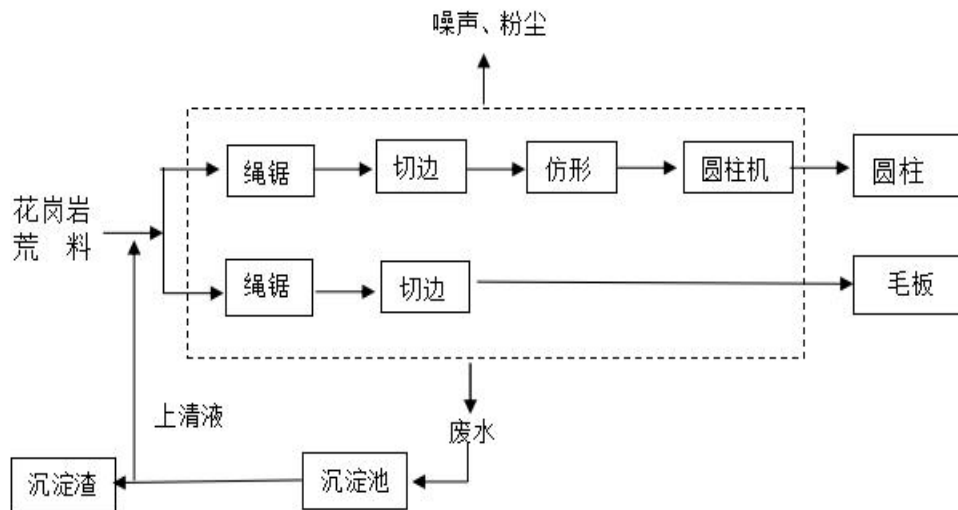 噪声、粉尘
绳锯
切边
仿形
圆柱机
圆柱
花岗岩
荒 料
绳锯
切边
毛板
上清液
废水
沉淀渣
沉淀池